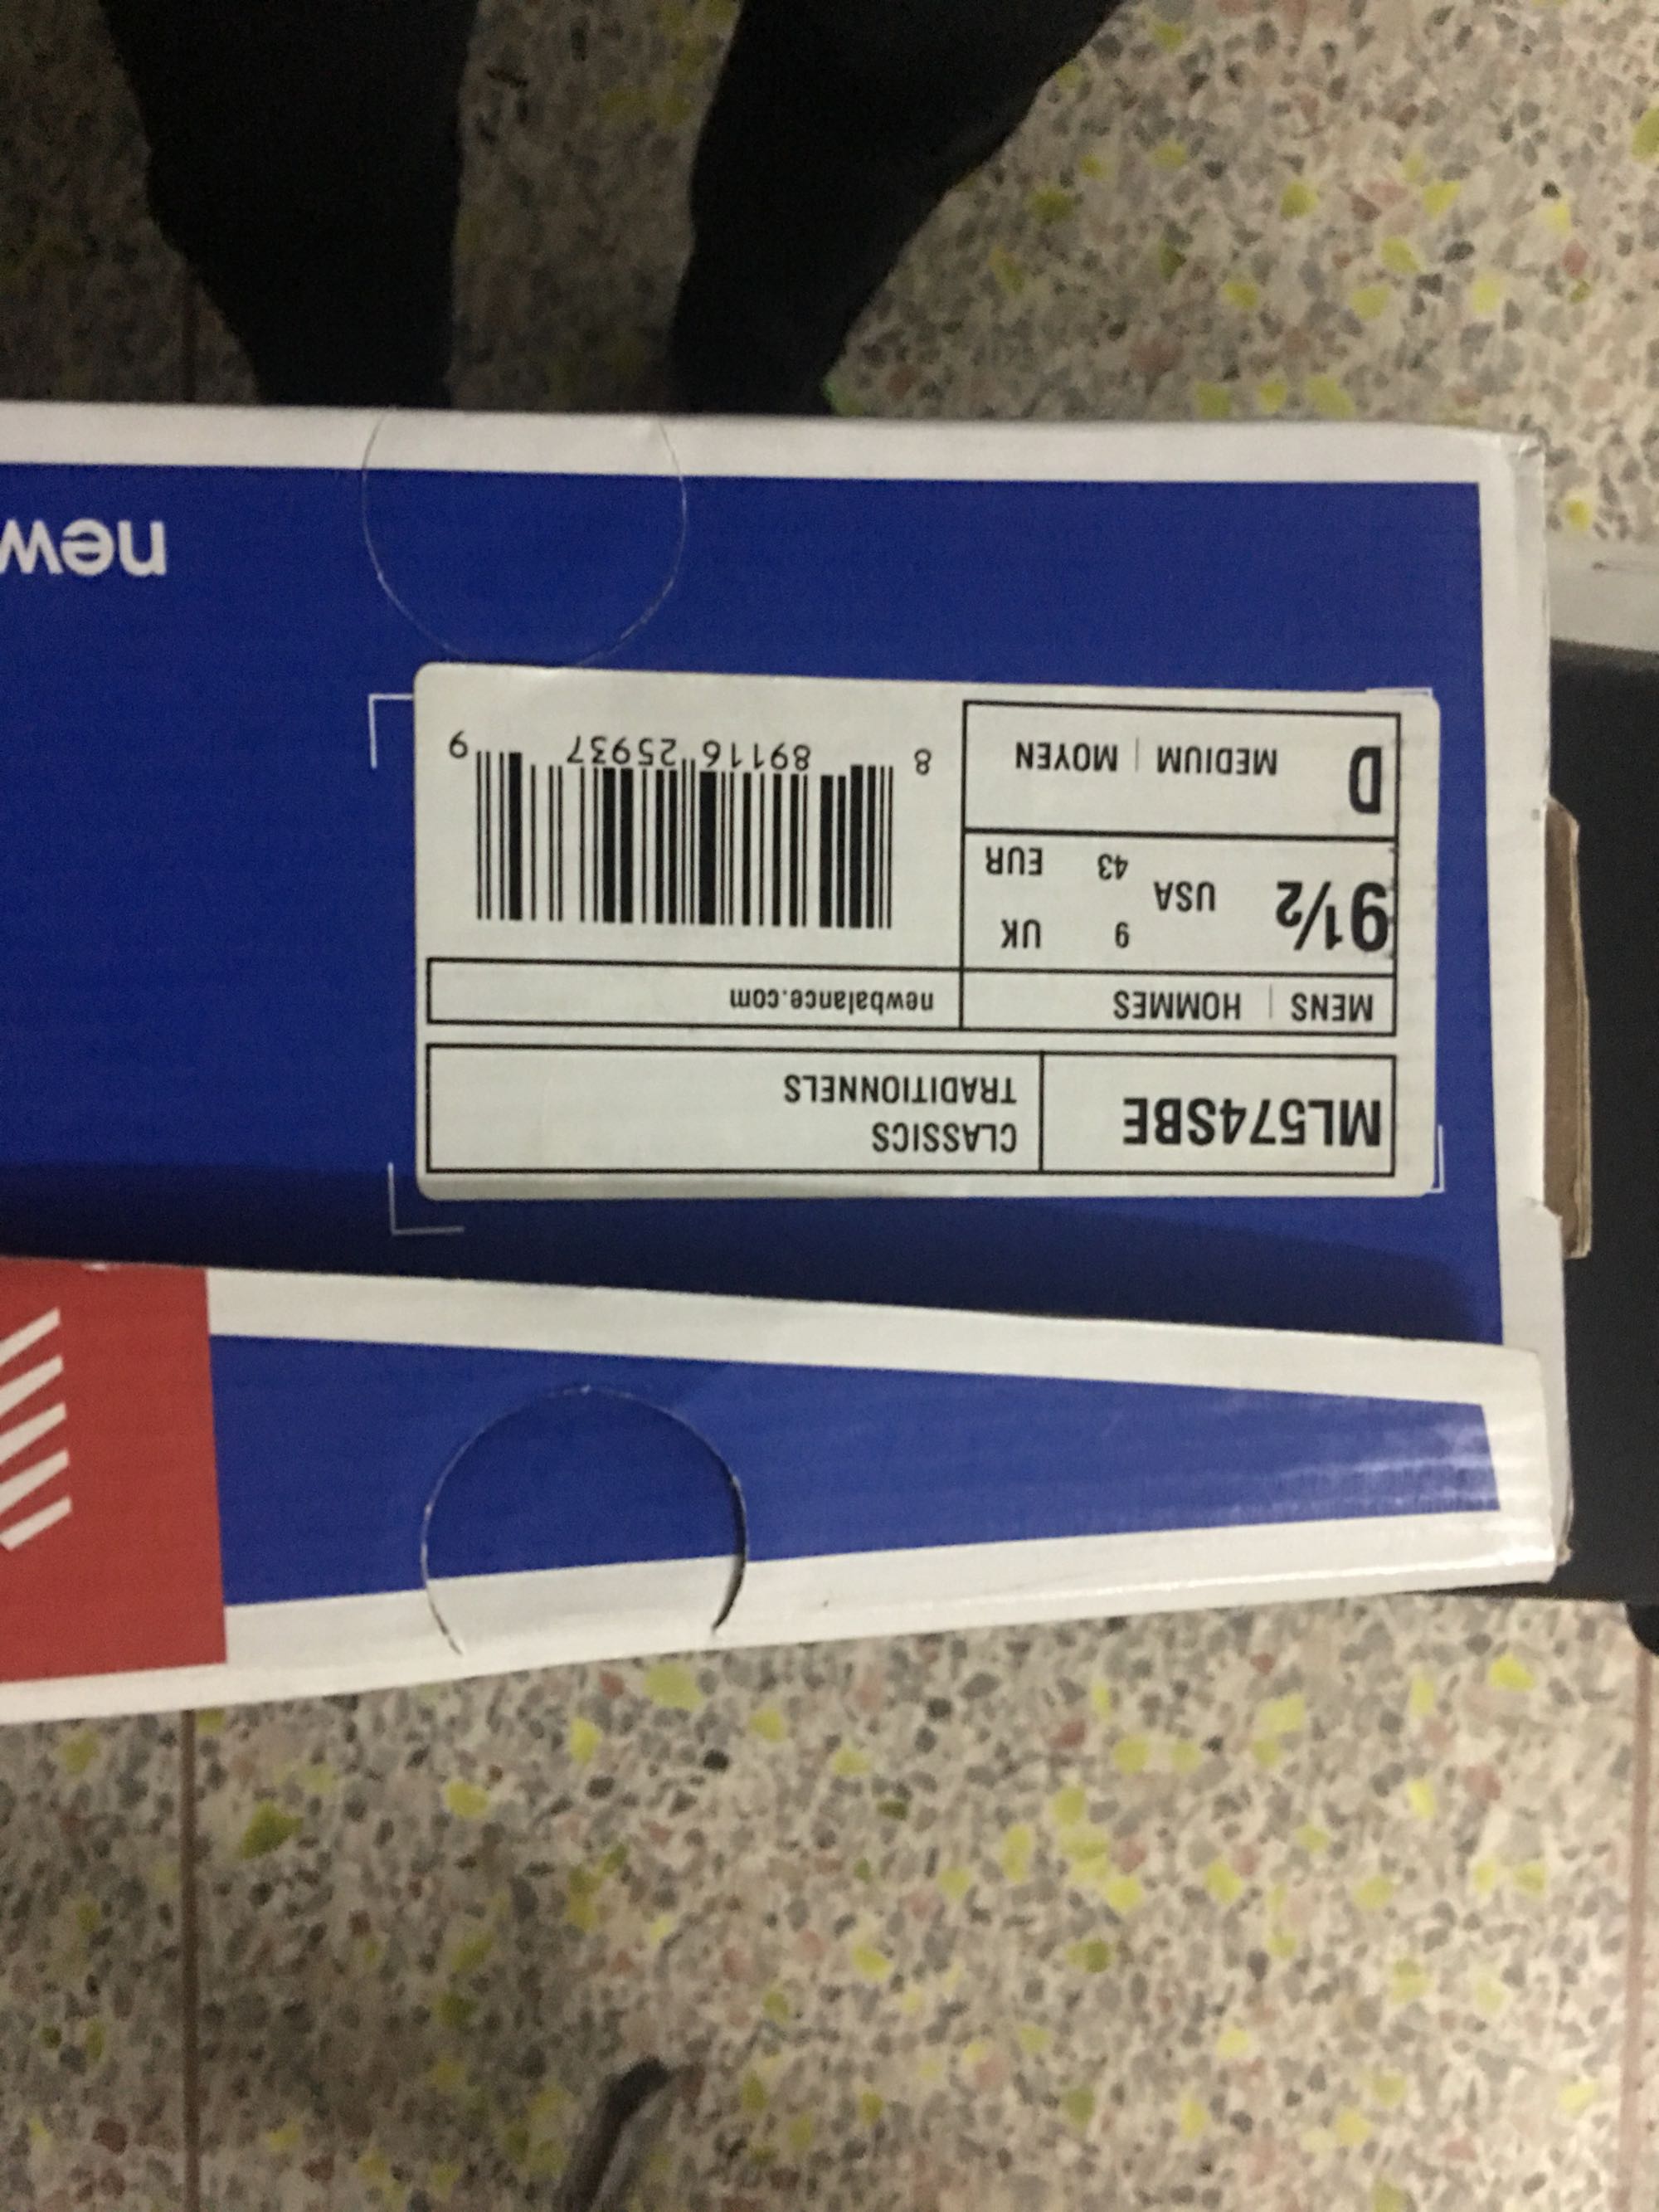 ML574SBE
CLASSICS
TRADITIONNELS
MENS | HOMMES
newbalance.com
9½ USA
9 UK
43 EUR
D MEDIUM | MOYEN
8 89116 25937 9
new